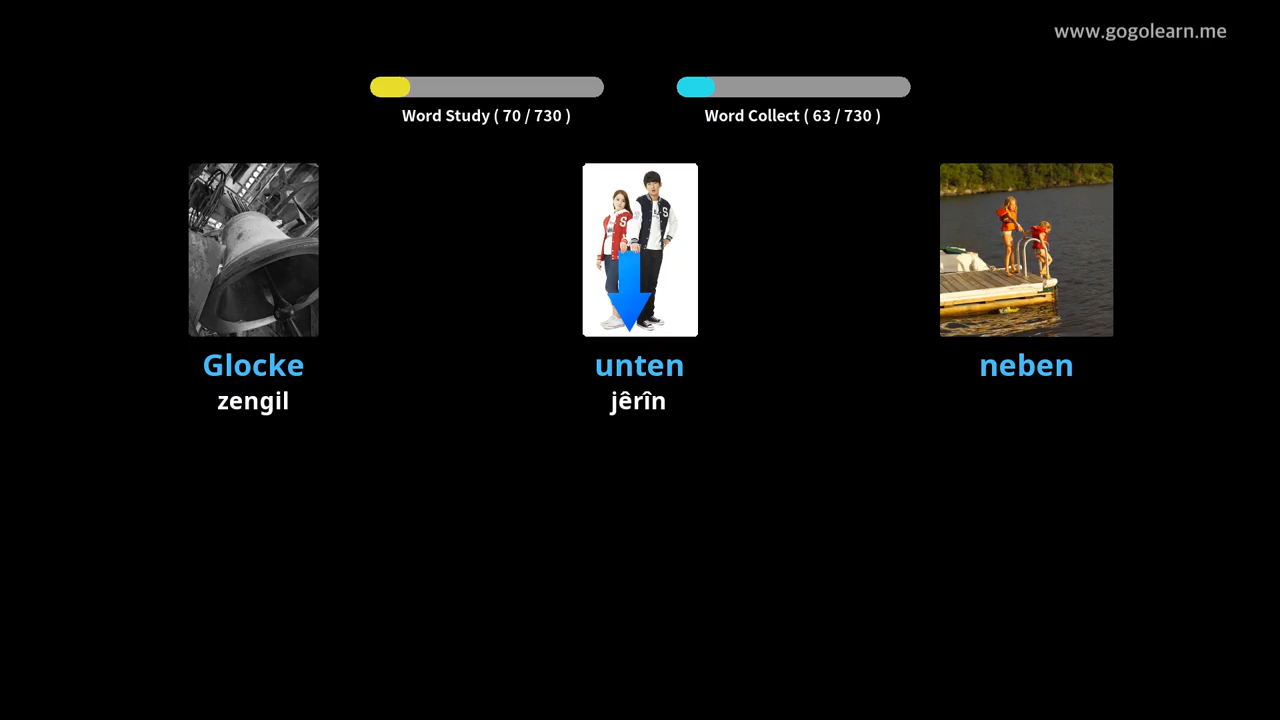 www.gogolearn.me
Word Study ( 70 / 730 )
Word Collect ( 63 / 730 )
Glocke
zengil
unten
jêrîn
neben
S
S